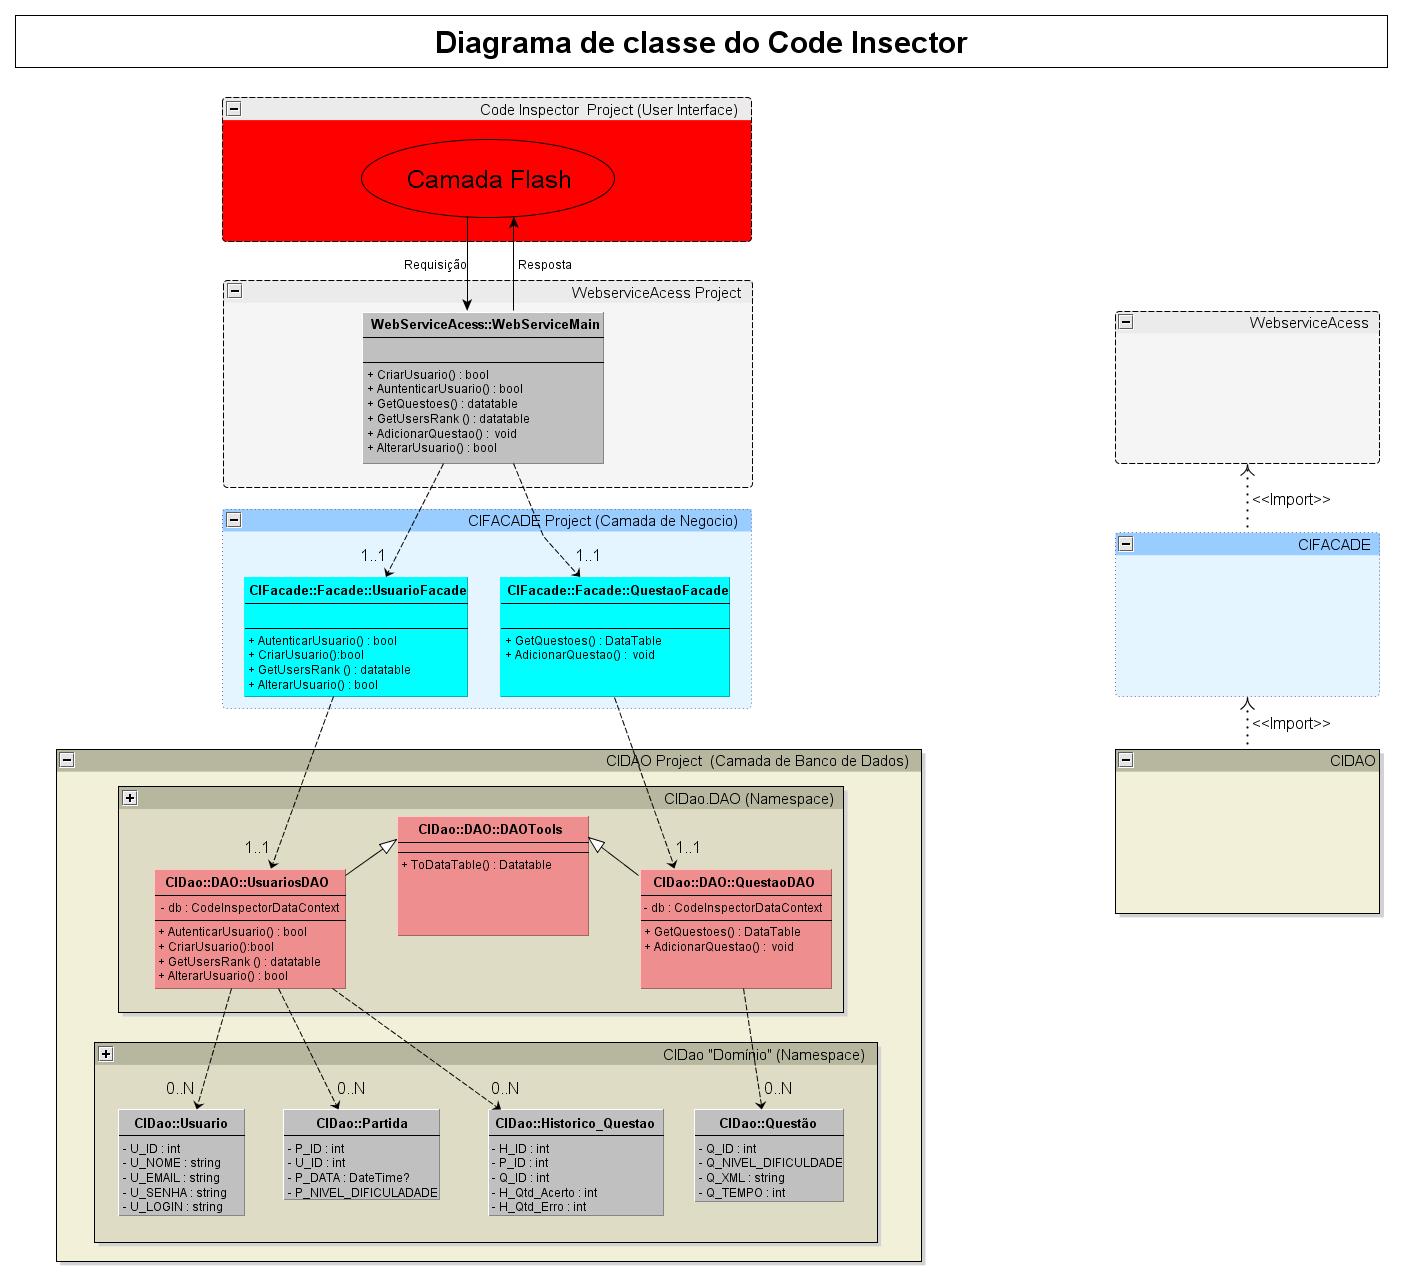 Diagrama de classe do Code Insector
Code Inspector  Project (User Interface)
Camada Flash
Requisição
Resposta
WebserviceAcess Project
WebServiceAcess::WebServiceMain
+ CriarUsuario() : bool
+ AuntenticarUsuario() : bool
+ GetQuestoes() : datatable
+ GetUsersRank () : datatable
+ AdicionarQuestao() :  void
+ AlterarUsuario() : bool
CIFACADE Project (Camada de Negocio)
1..1
1..1
CIFacade::Facade::UsuarioFacade
+ AutenticarUsuario() : bool
+ CriarUsuario():bool
+ GetUsersRank () : datatable
+ AlterarUsuario() : bool
CIFacade::Facade::QuestaoFacade
+ GetQuestoes() : DataTable
+ AdicionarQuestao() :  void
CIDAO Project  (Camada de Banco de Dados)
CIDao.DAO (Namespace)
1..1
1..1
CIDao::DAO::DAOTools
+ ToDataTable() : Datatable
CIDao::DAO::UsuariosDAO
- db : CodeInspectorDataContext
+ AutenticarUsuario() : bool
+ CriarUsuario():bool
+ GetUsersRank () : datatable
+ AlterarUsuario() : bool
CIDao::DAO::QuestaoDAO
- db : CodeInspectorDataContext
+ GetQuestoes() : DataTable
+ AdicionarQuestao() :  void
CIDao "Domínio" (Namespace)
0..N
0..N
0..N
0..N
CIDao::Usuario
- U_ID : int
- U_NOME : string
- U_EMAIL : string
- U_SENHA : string
- U_LOGIN : string
CIDao::Partida
- P_ID : int
- U_ID : int
- P_DATA : DateTime?
- P_NIVEL_DIFICULADADE
CIDao::Historico_Questao
- H_ID : int
- P_ID : int
- Q_ID : int
- H_Qtd_Acerto : int
- H_Qtd_Erro : int
CIDao::Questão
- Q_ID : int
- Q_NIVEL_DIFICULDADE
- Q_XML : string
- Q_TEMPO : int
WebserviceAcess
<<Import>>
CIFACADE
<<Import>>
CIDAO